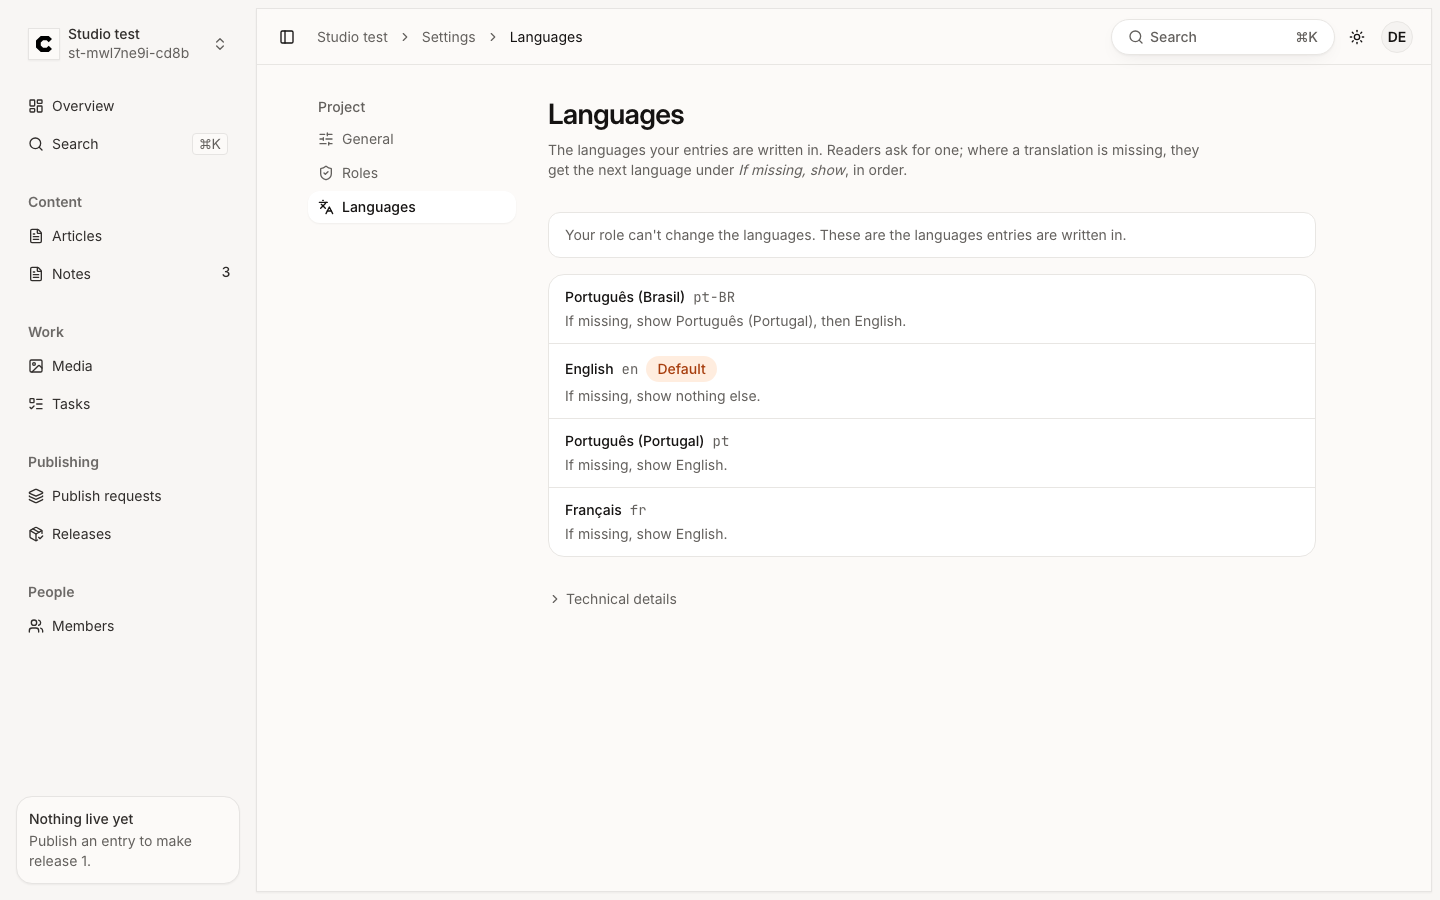 Studio test
st-mwl7ne9i-cd8b
Overview
Search ⌘K
Content
Articles
Notes 3
Work
Media
Tasks
Publishing
Publish requests
Releases
People
Members
Nothing live yet
Publish an entry to make
release 1.
Studio test > Settings > Languages
Search ⌘K
DE
Project
General
Roles
Languages
Languages
The languages your entries are written in. Readers ask for one; where a translation is missing, they
get the next language under If missing, show, in order.
Your role can't change the languages. These are the languages entries are written in.
Português (Brasil) pt-BR
If missing, show Português (Portugal), then English.
English en Default
If missing, show nothing else.
Português (Portugal) pt
If missing, show English.
Français fr
If missing, show English.
Technical details